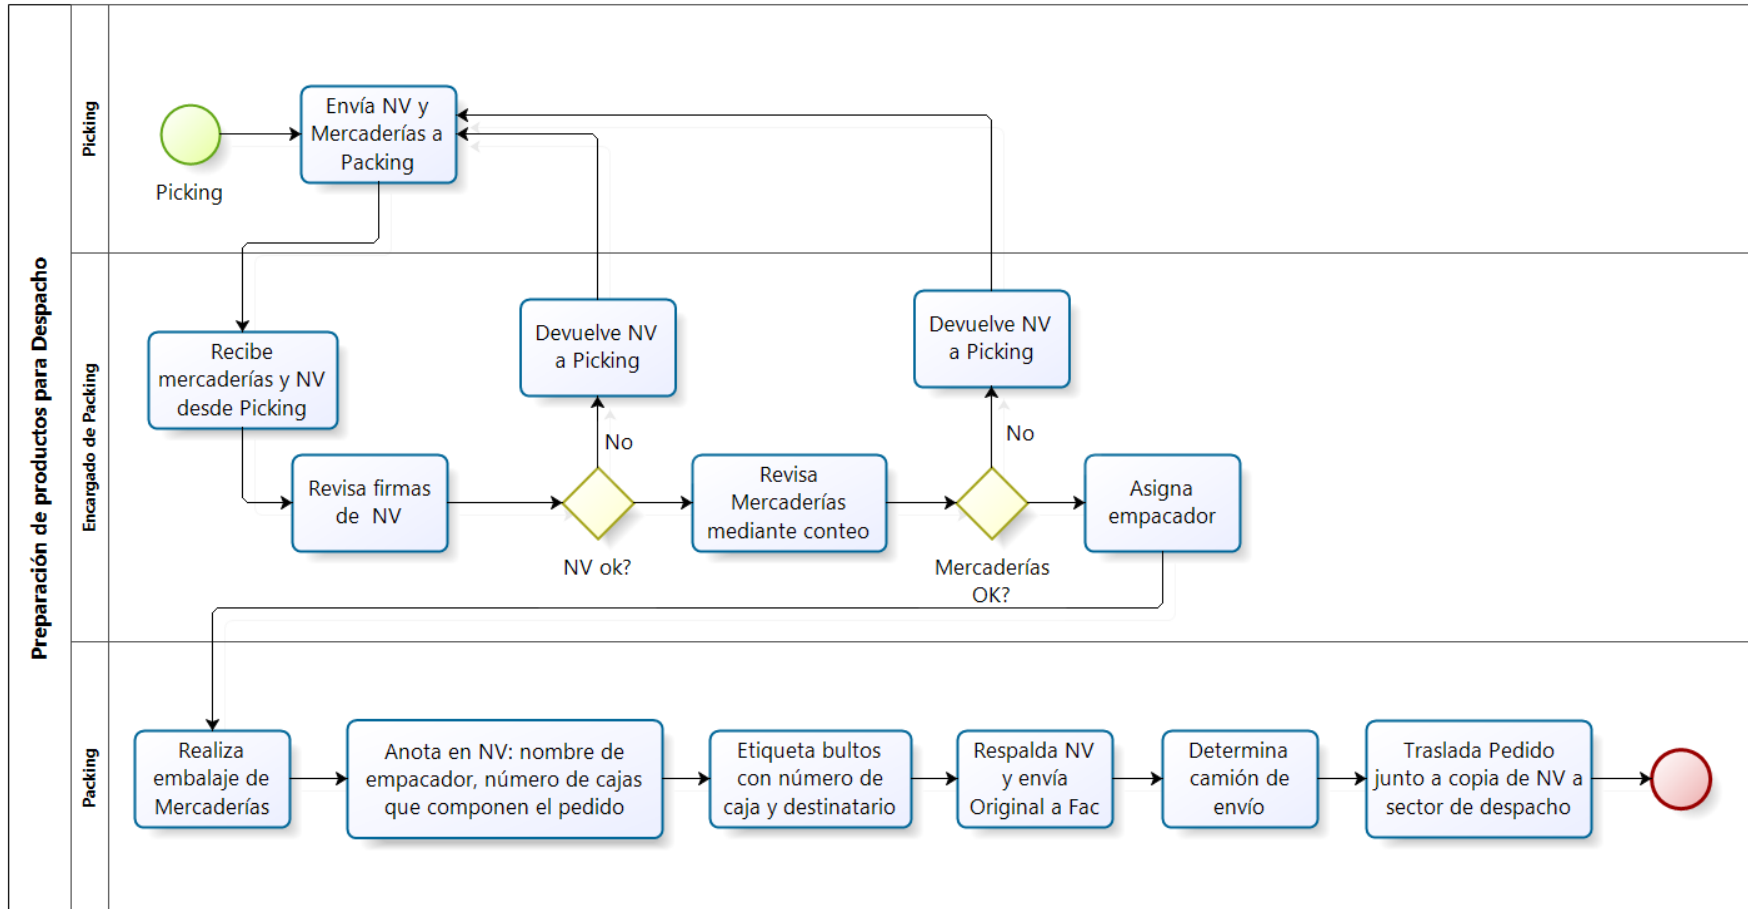 Preparación de productos para Despacho
Picking
Picking
Envía NV y
Mercaderías a
Packing
Encargado de Packing
Recibe
mercaderías y NV
desde Picking
Revisa firmas
de NV
NV ok?
No
Devuelve NV
a Picking
Revisa
Mercaderías
mediante conteo
Mercaderías
OK?
No
Devuelve NV
a Picking
Asigna
empacador
Packing
Realiza
embalaje de
Mercaderías
Anota en NV: nombre de
empacador, número de cajas
que componen el pedido
Etiqueta bultos
con número de
caja y destinatario
Respalda NV
y envía
Original a Fac
Determina
camión de
envío
Traslada Pedido
junto a copia de NV a
sector de despacho